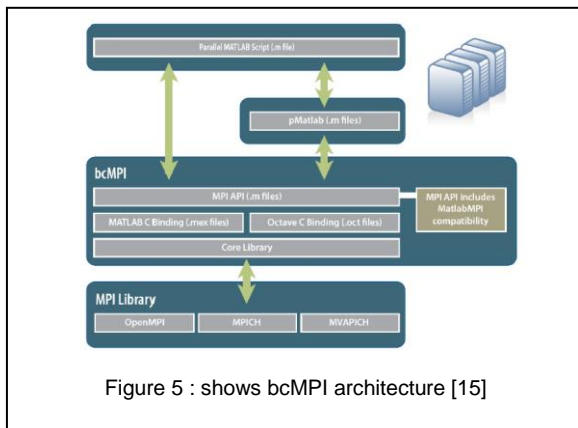 Parallel MATLAB Script (.m file)
pMatlab (.m files)
bcMPI
MPI API (.m files)
MPI API includes
MatlabMPI
compatibility
MATLAB C Binding (.mex files)
Octave C Binding (.oct files)
Core Library
MPI Library
OpenMPI
MPICH
MVAPICH
Figure 5 : shows bcMPI architecture [15]